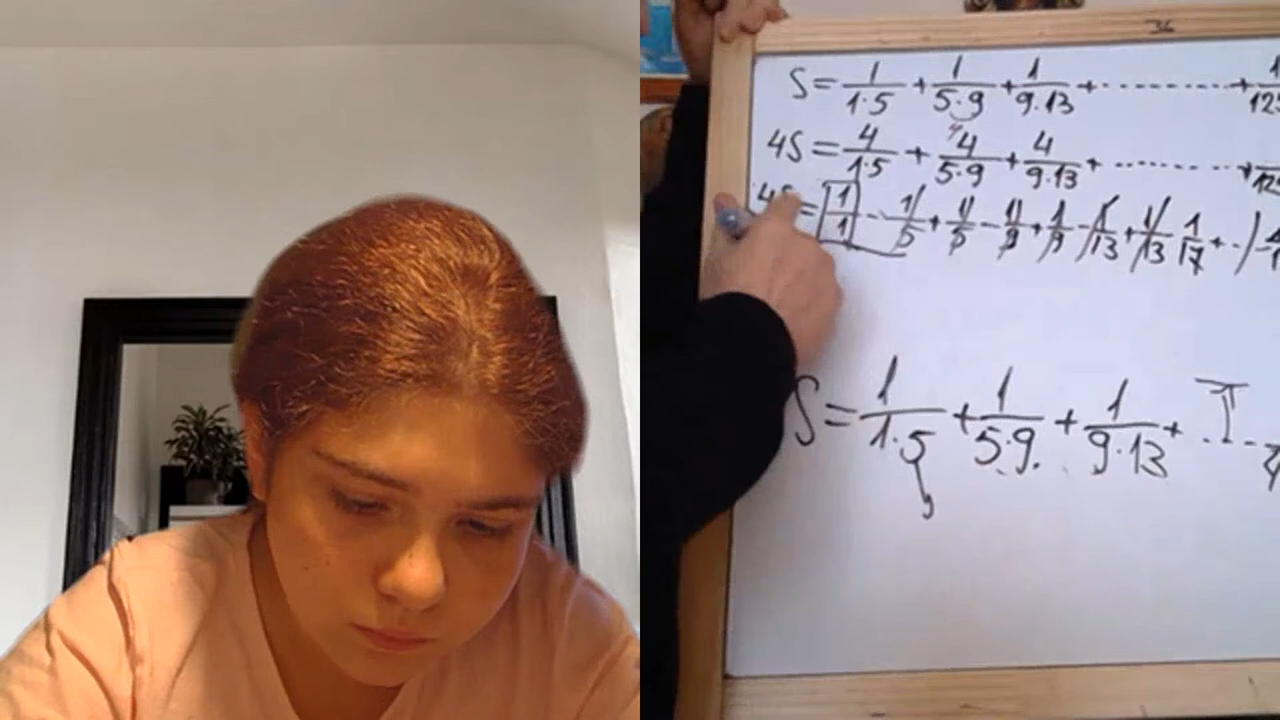 S = 1/1·5 + 1/5·9 + 1/9·13 + ........... + 1/125
4S = 4/1·5 + 4/5·9 + 4/9·13 + ........ +
4S = 1/1 - 1/5 + 1/5 - 1/9 + 1/9 - 1/13 + 1/13 1/17 + .
S = 1/1·5 + 1/5·9. + 1/9·13 + ...